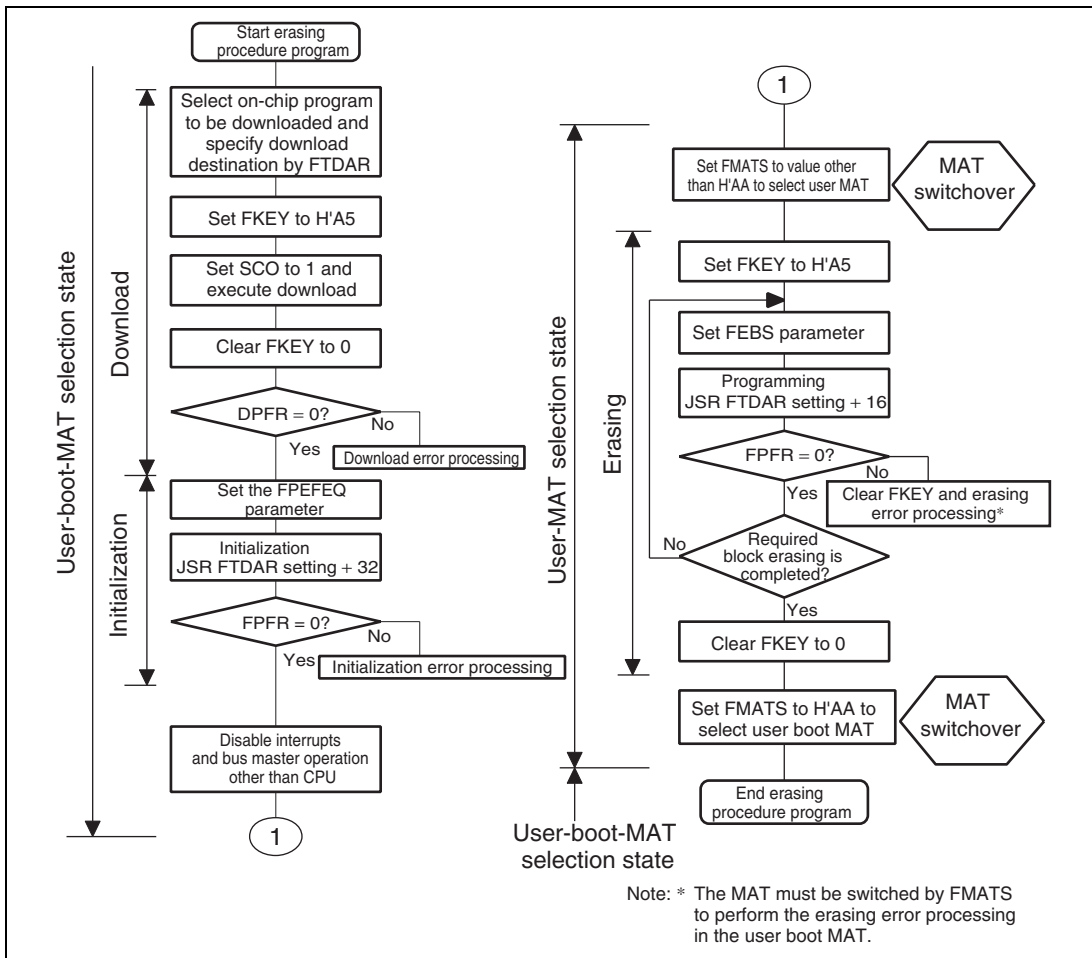 Start erasing
procedure program
User-boot-MAT selection state
Download
Select on-chip program
to be downloaded and
specify download
destination by FTDAR
Set FKEY to H'A5
Set SCO to 1 and
execute download
Clear FKEY to 0
DPFR = 0?
No
Yes
Download error processing
Initialization
Set the FPEFEQ
parameter
Initialization
JSR FTDAR setting + 32
FPFR = 0?
No
Yes
Initialization error processing
Disable interrupts
and bus master operation
other than CPU
1
1
User-MAT selection state
Set FMATS to value other
than H'AA to select user MAT
MAT
switchover
Erasing
Set FKEY to H'A5
Set FEBS parameter
Programming
JSR FTDAR setting + 16
FPFR = 0?
No
Yes
Clear FKEY and erasing
error processing*
No
Required
block erasing is
completed?
Yes
Clear FKEY to 0
Set FMATS to H'AA to
select user boot MAT
MAT
switchover
End erasing
procedure program
User-boot-MAT
selection state
Note: * The MAT must be switched by FMATS
to perform the erasing error processing
in the user boot MAT.